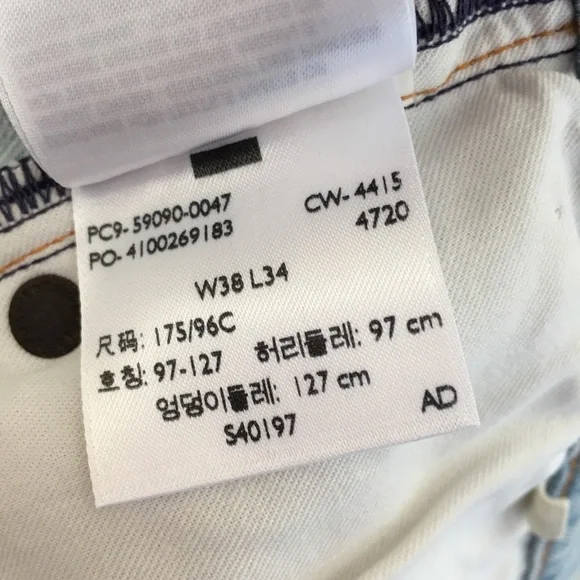 PC9- 59090-0047 CW- 4415
PO- 4100269183 4720
W38 L34
尺码: 175/96C
호칭: 97-127 허리둘레: 97 cm
엉덩이둘레: 127 cm
S40197 AD